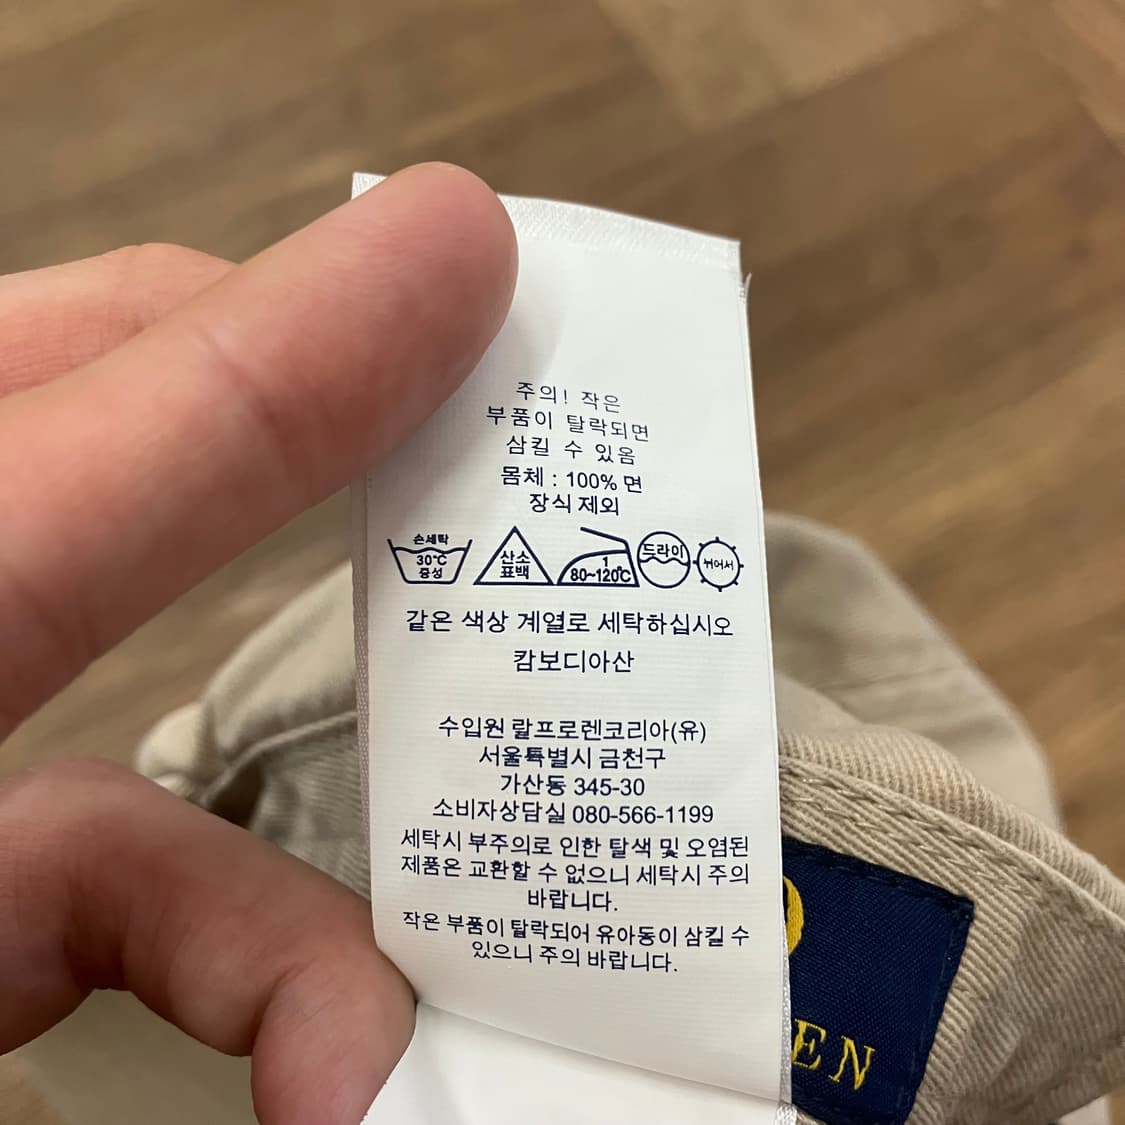 주의! 작은
부품이 탈락되면
삼킬 수 있음
몸체 : 100% 면
장식 제외
손세탁
30℃
중성
산소
표백
1
80~120℃
드라이
뉘어서
같은 색상 계열로 세탁하십시오
캄보디아산
수입원 랄프로렌코리아(유)
서울특별시 금천구
가산동 345-30
소비자상담실 080-566-1199
세탁시 부주의로 인한 탈색 및 오염된
제품은 교환할 수 없으니 세탁시 주의
바랍니다.
작은 부품이 탈락되어 유아동이 삼킬 수
있으니 주의 바랍니다.
EN